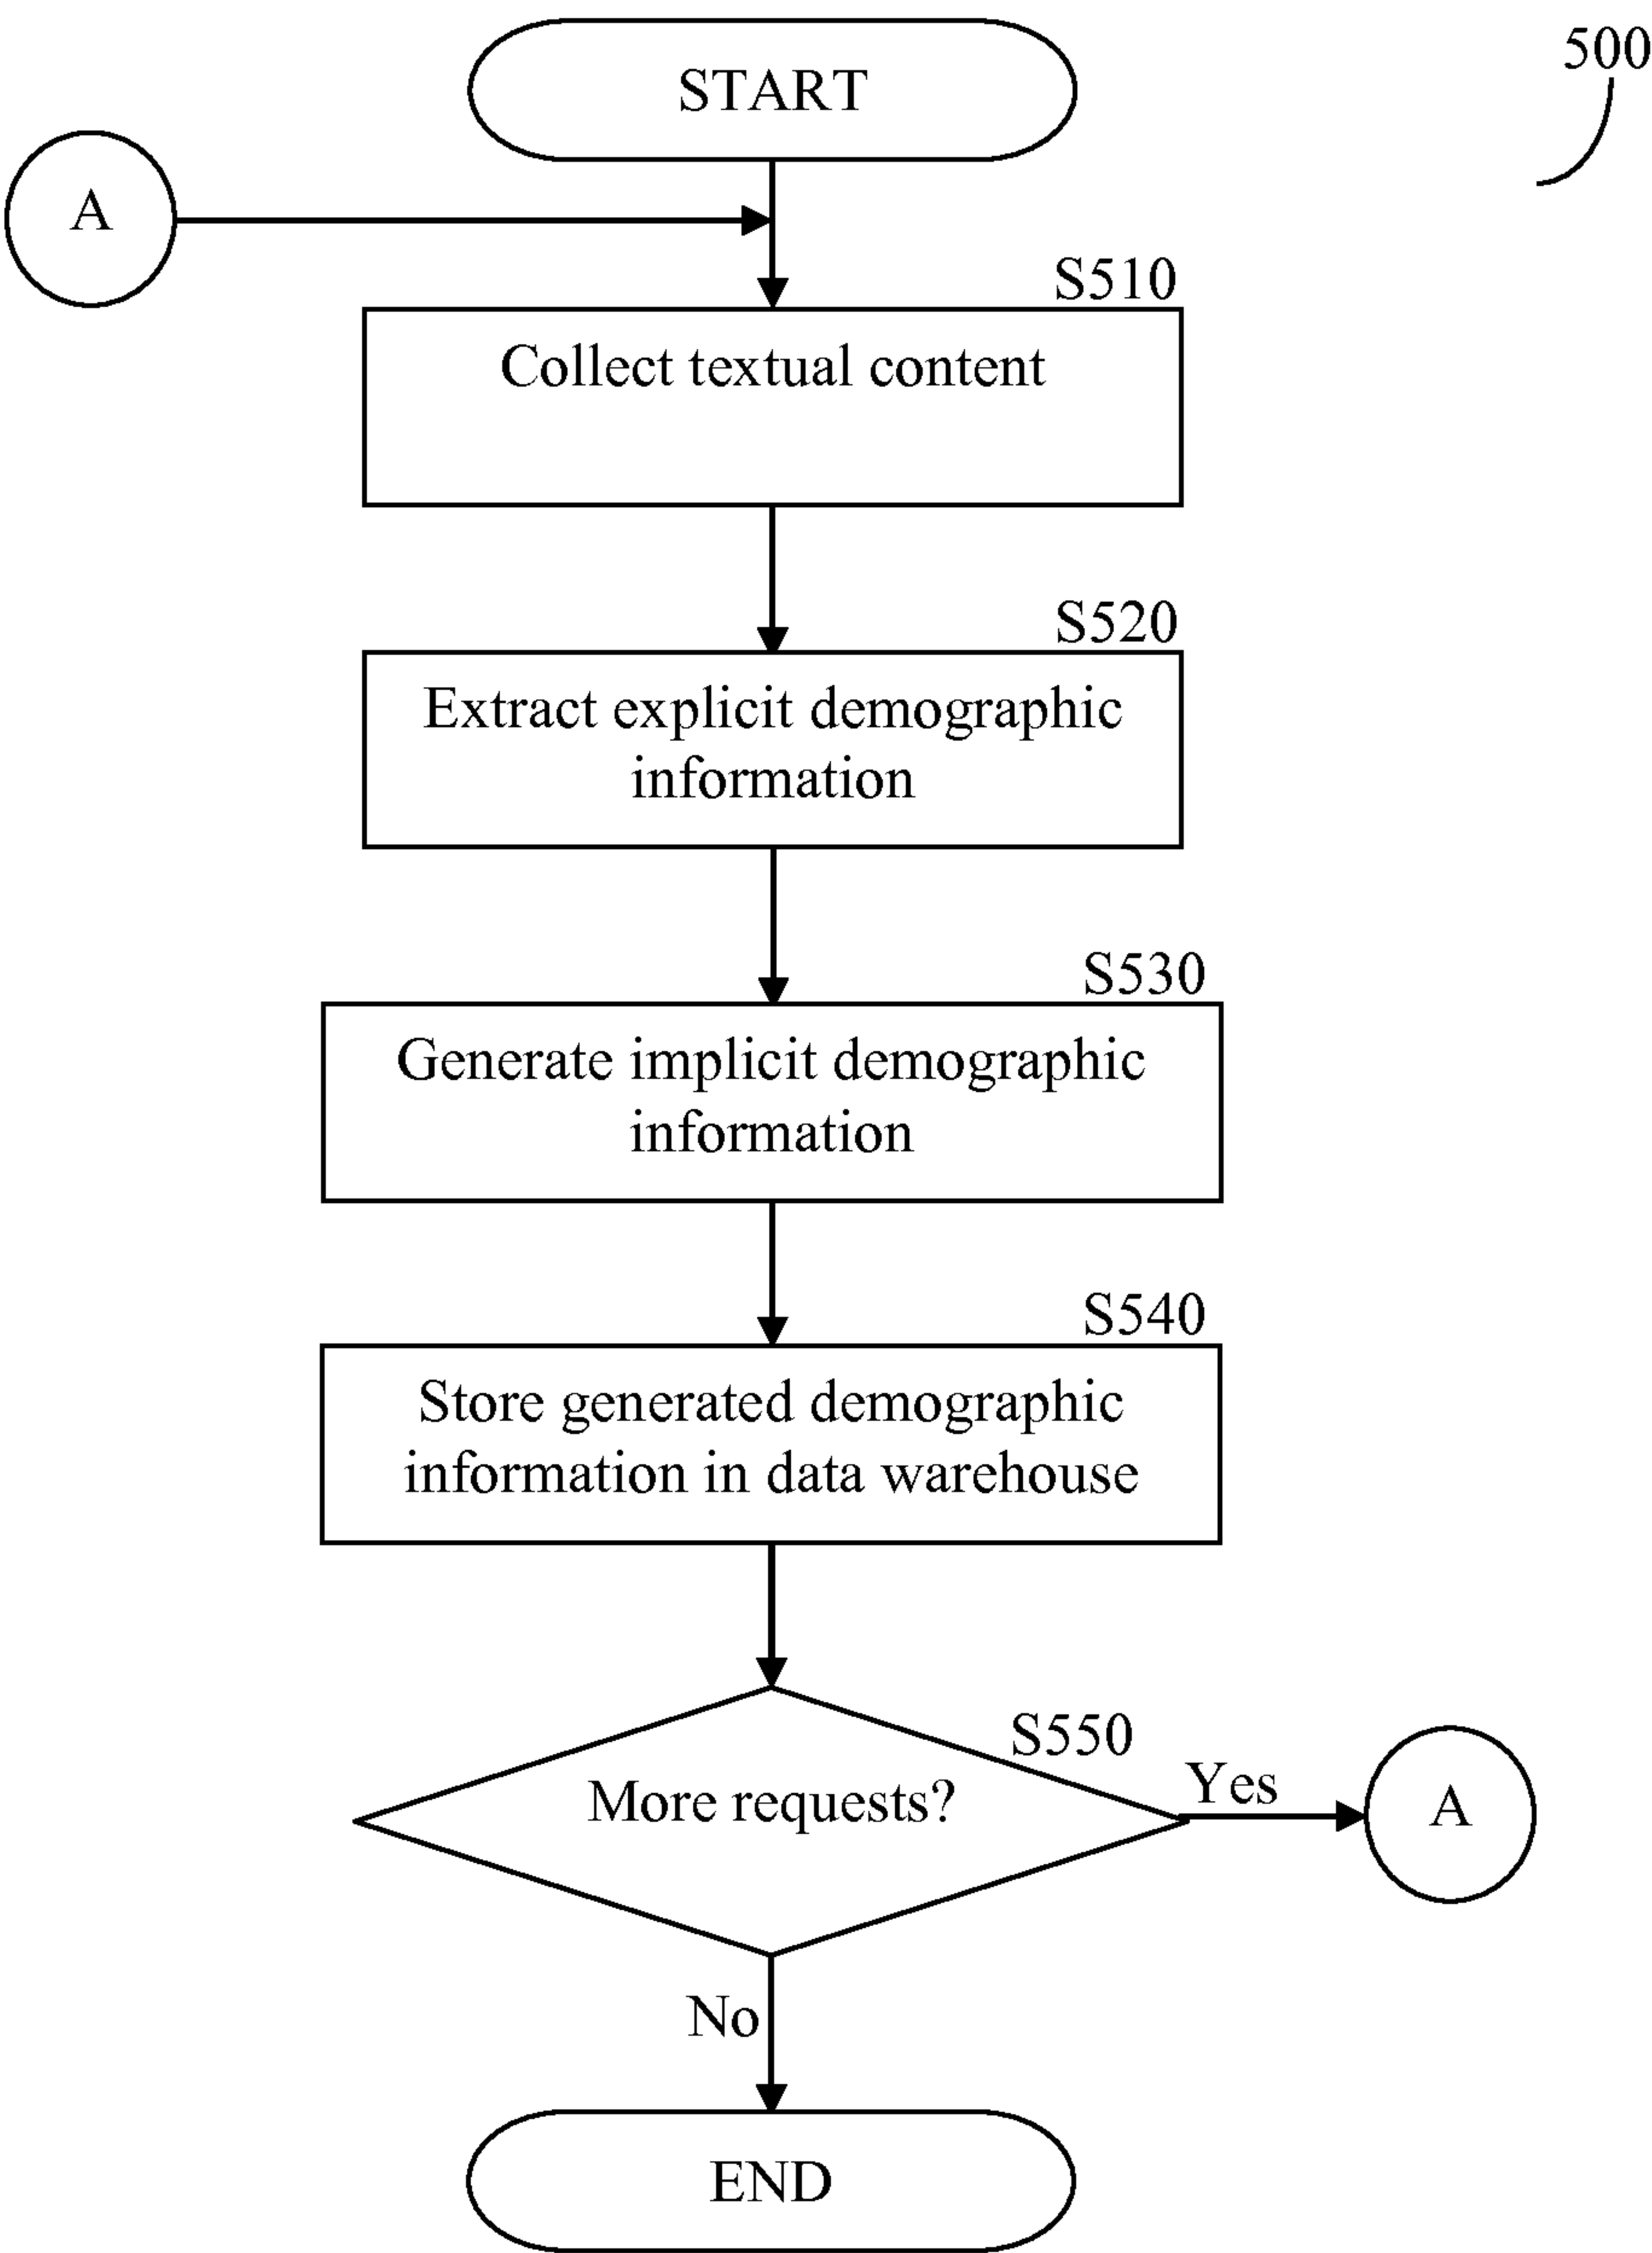 500
START
A
S510
Collect textual content
S520
Extract explicit demographic
information
S530
Generate implicit demographic
information
S540
Store generated demographic
information in data warehouse
S550
More requests?
Yes
A
No
END